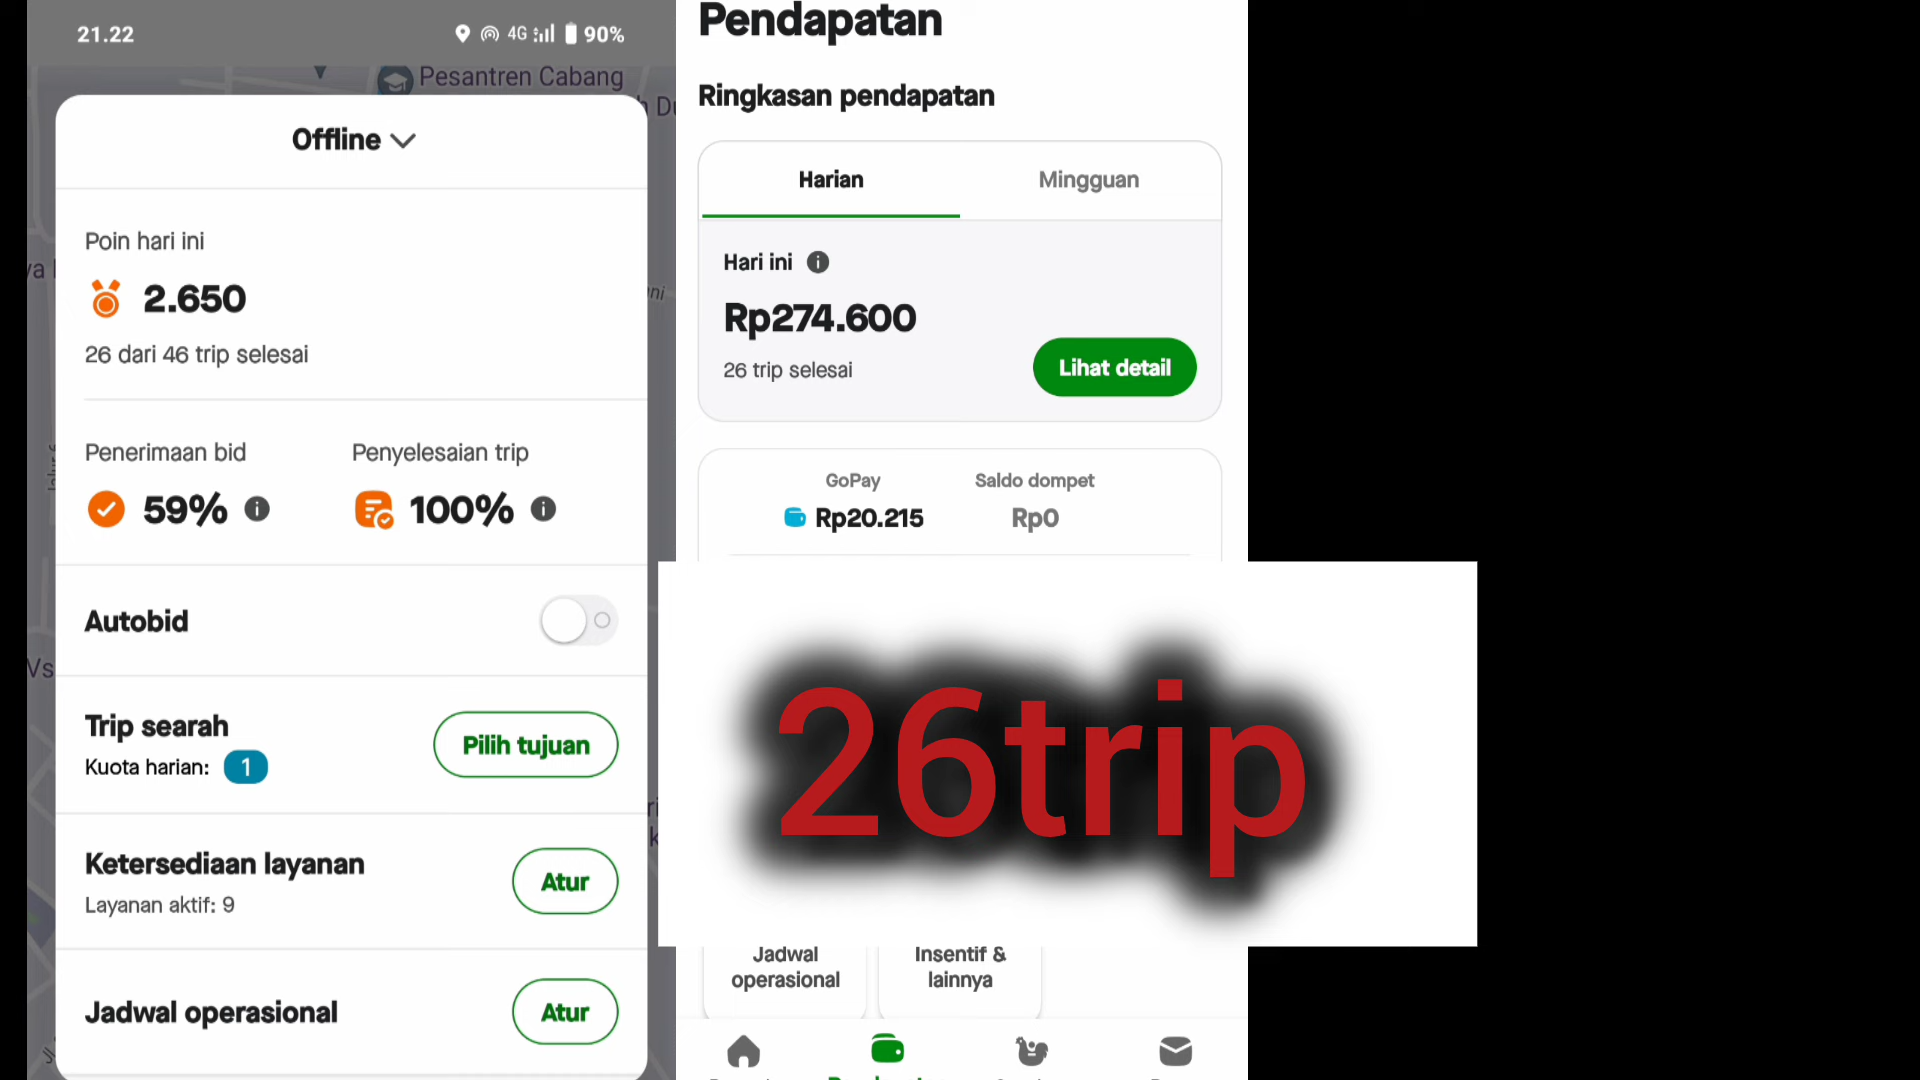 21.22
4G
90%
Pesantren Cabang
Offline
Poin hari ini
2.650
26 dari 46 trip selesai
Penerimaan bid
Penyelesaian trip
59%
100%
Autobid
Trip searah
Kuota harian: 1
Pilih tujuan
Ketersediaan layanan
Layanan aktif: 9
Atur
Jadwal operasional
Atur
Pendapatan
Ringkasan pendapatan
Harian
Mingguan
Hari ini
Rp274.600
26 trip selesai
Lihat detail
GoPay
Saldo dompet
Rp20.215
Rp0
26trip
Jadwal
operasional
Insentif &
lainnya